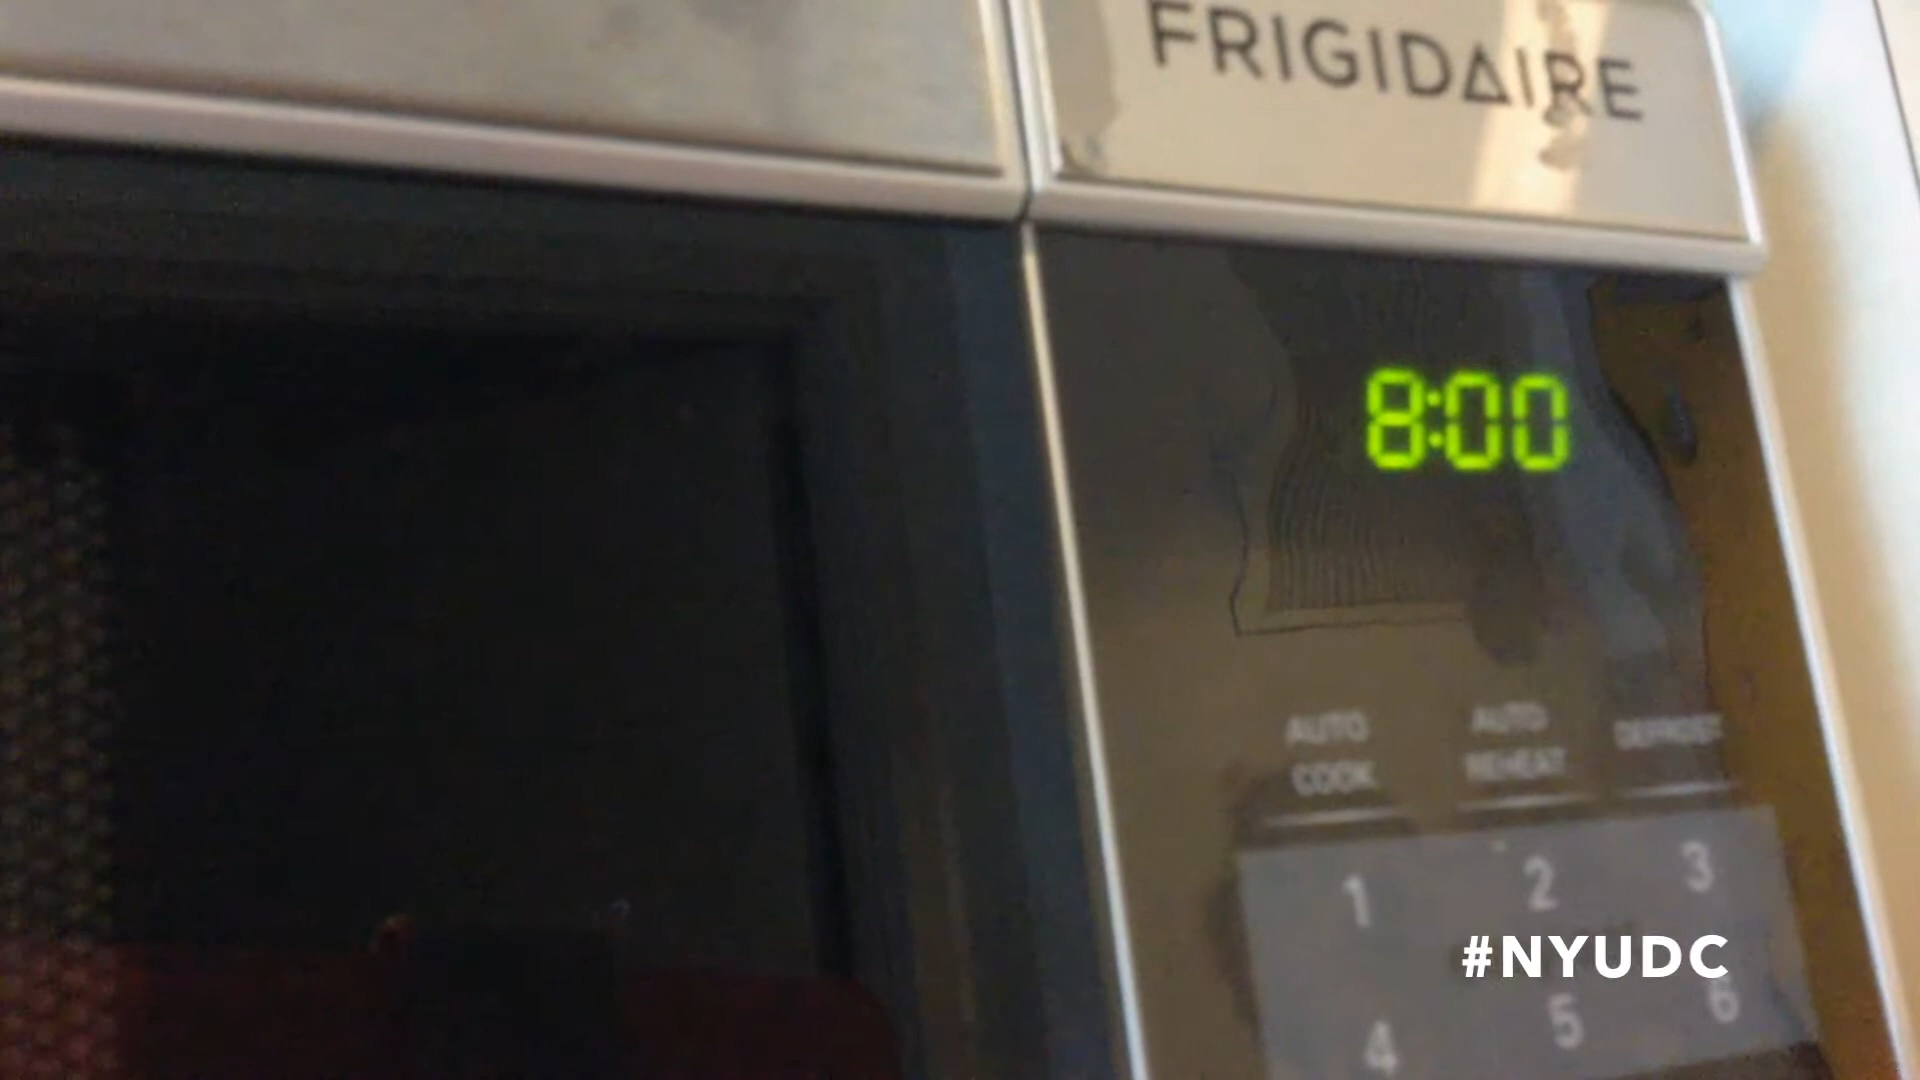 FRIGIDAIRE
8:00
AUTO COOK
AUTO REHEAT
DEFROST
1 2 3
#NYUDC
4 5 6